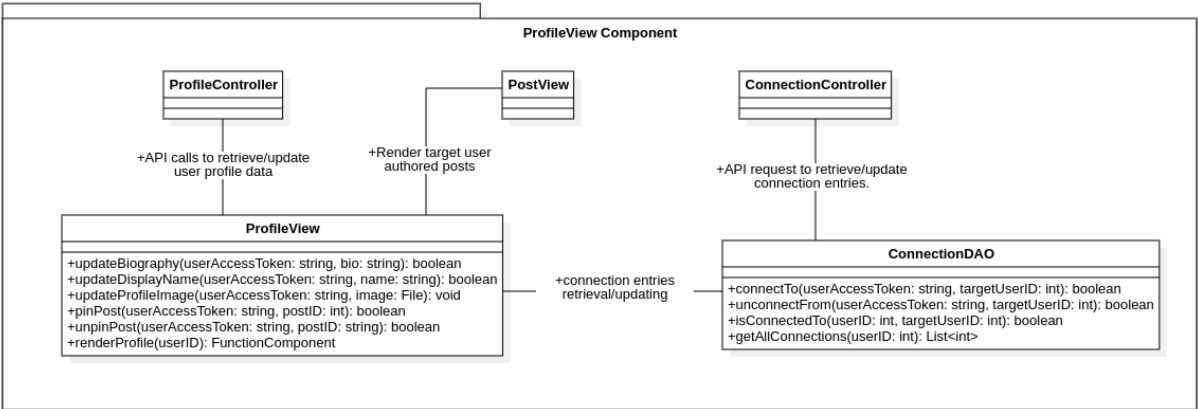 ProfileView Component
ProfileController
PostView
ConnectionController
+API calls to retrieve/update
user profile data
+Render target user
authored posts
+API request to retrieve/update
connection entries.
ProfileView
+updateBiography(userAccessToken: string, bio: string): boolean
+updateDisplayName(userAccessToken: string, name: string): boolean
+updateProfileImage(userAccessToken: string, image: File): void
+pinPost(userAccessToken: string, postID: int): boolean
+unpinPost(userAccessToken: string, postID: string): boolean
+renderProfile(userID): FunctionComponent
+connection entries
retrieval/updating
ConnectionDAO
+connectTo(userAccessToken: string, targetUserID: int): boolean
+unconnectFrom(userAccessToken: string, targetUserID: int): boolean
+isConnectedTo(userID: int, targetUserID: int): boolean
+getAllConnections(userID: int): List<int>